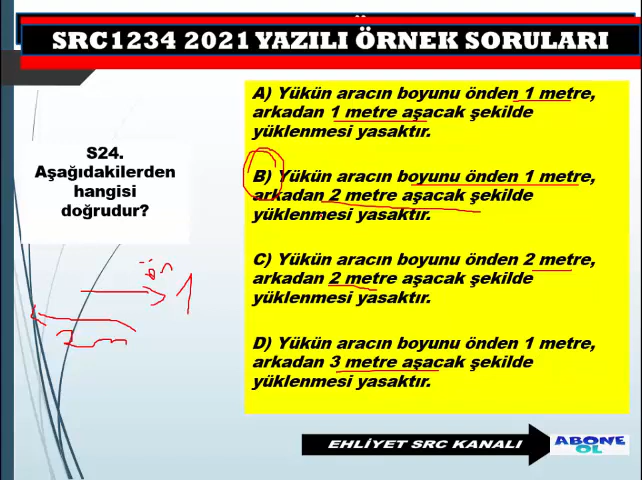 SRC1234 2021 YAZILI ÖRNEK SORULARI
S24.
Aşağıdakilerden
hangisi
doğrudur?
A) Yükün aracın boyunu önden 1 metre,
arkadan 1 metre aşacak şekilde
yüklenmesi yasaktır.
B) Yükün aracın boyunu önden 1 metre,
arkadan 2 metre aşacak şekilde
yüklenmesi yasaktır.
C) Yükün aracın boyunu önden 2 metre,
arkadan 2 metre aşacak şekilde
yüklenmesi yasaktır.
D) Yükün aracın boyunu önden 1 metre,
arkadan 3 metre aşacak şekilde
yüklenmesi yasaktır.
ön
1
2m
EHLİYET SRC KANALI
ABONE
OL